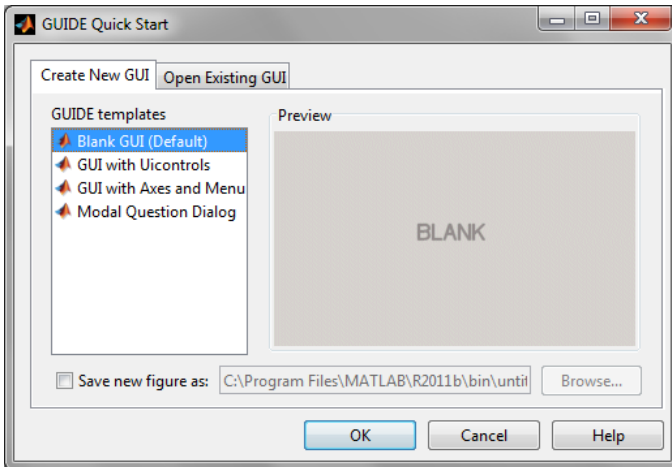 GUIDE Quick Start
Create New GUI
Open Existing GUI
GUIDE templates
Preview
Blank GUI (Default)
GUI with Uicontrols
GUI with Axes and Menu
Modal Question Dialog
BLANK
Save new figure as:
C:\Program Files\MATLAB\R2011b\bin\untit
Browse...
OK
Cancel
Help